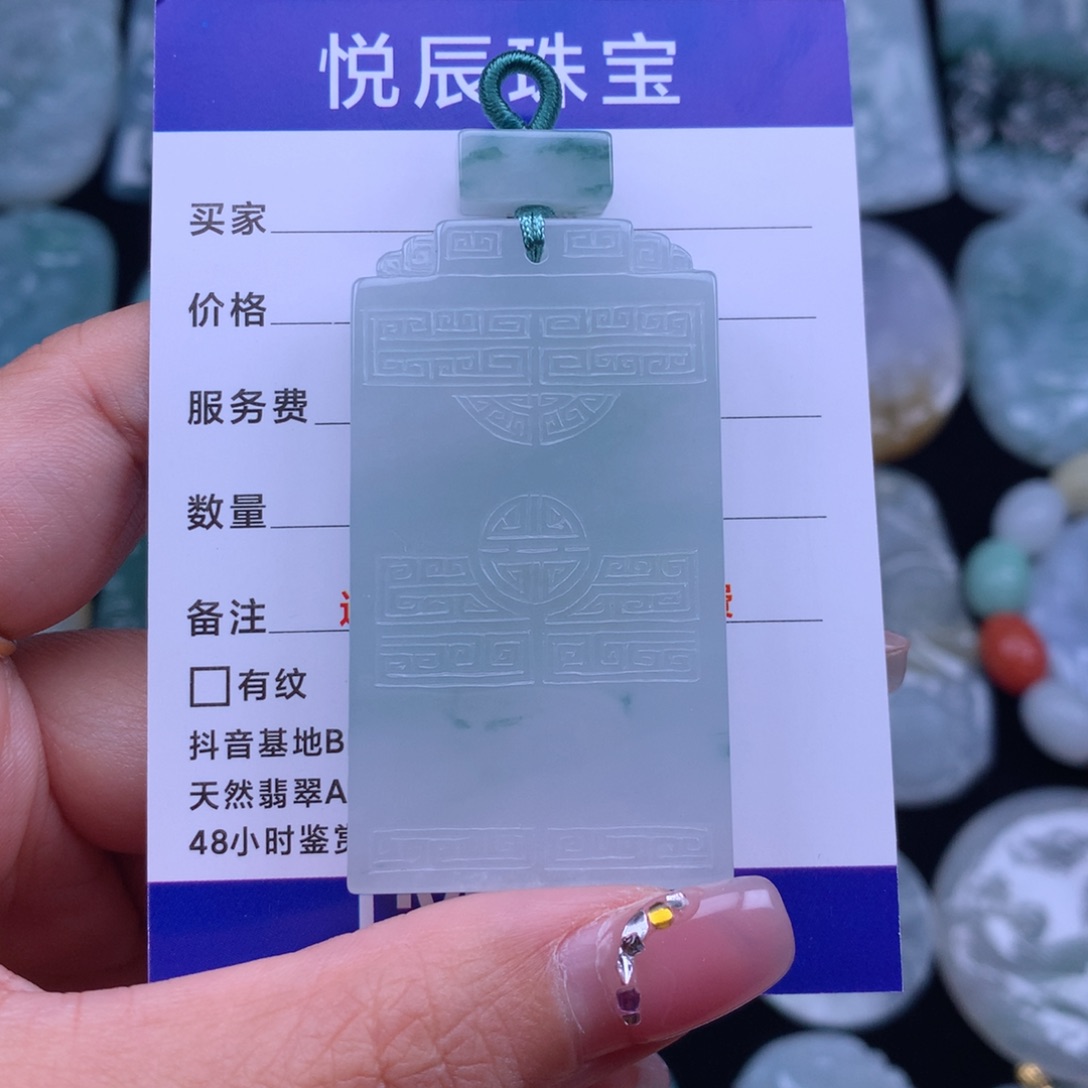 悦辰珠宝
买家
价格
服务费
数量
备注
有纹
抖音基地B
天然翡翠A
48小时鉴赏